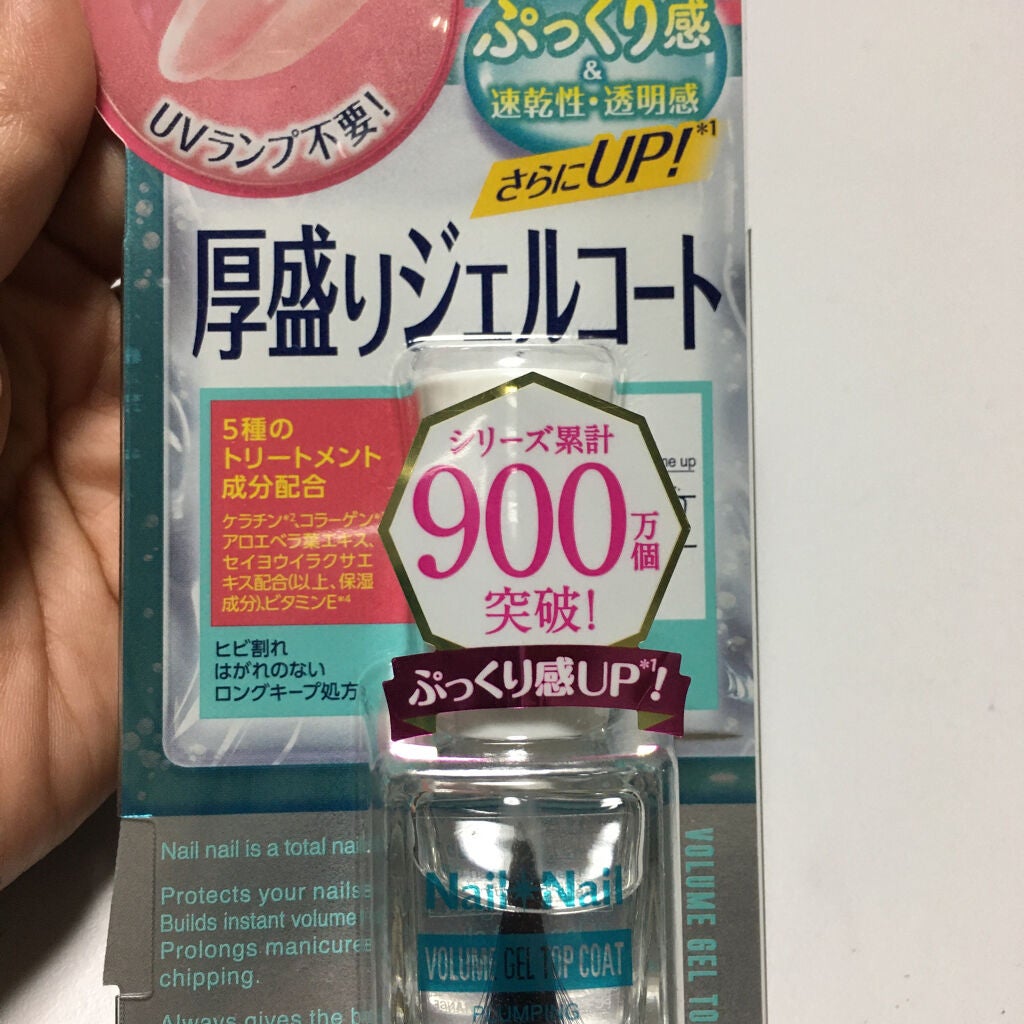 ぷっくり感
&
速乾性・透明感
UVランプ不要!
さらにUP!*1
厚盛りジェルコート
5種の
トリートメント
成分配合
ケラチン*2、コラーゲン*
アロエベラ葉エキス、
セイヨウイラクサエ
キス配合(以上、保湿
成分)、ビタミンE*4
ヒビ割れ
はがれのない
ロングキープ処方
シリーズ累計
900万個
突破!
ぷっくり感UP*1!
me up
Nail nail is a total nail
Protects your nails
Builds instant volume
Prolongs manicure
chipping.
Always gives the
Nail Nail
VOLUME GEL TOP COAT
PLUMPING
VOLUME GEL TO